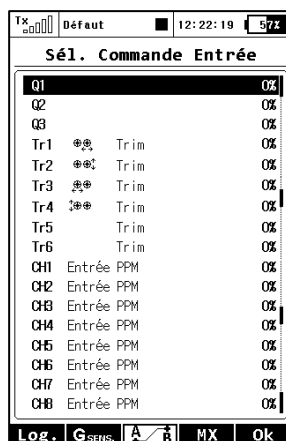 Tx Défaut 12:22:19 57%
Sél. Commande Entrée
Q1 0%
Q2 0%
Q3 0%
Tr1 Trim 0%
Tr2 Trim 0%
Tr3 Trim 0%
Tr4 Trim 0%
Tr5 Trim 0%
Tr6 Trim 0%
CH1 Entrée PPM 0%
CH2 Entrée PPM 0%
CH3 Entrée PPM 0%
CH4 Entrée PPM 0%
CH5 Entrée PPM 0%
CH6 Entrée PPM 0%
CH7 Entrée PPM 0%
CH8 Entrée PPM 0%
Log. GSENS. A B MX Ok